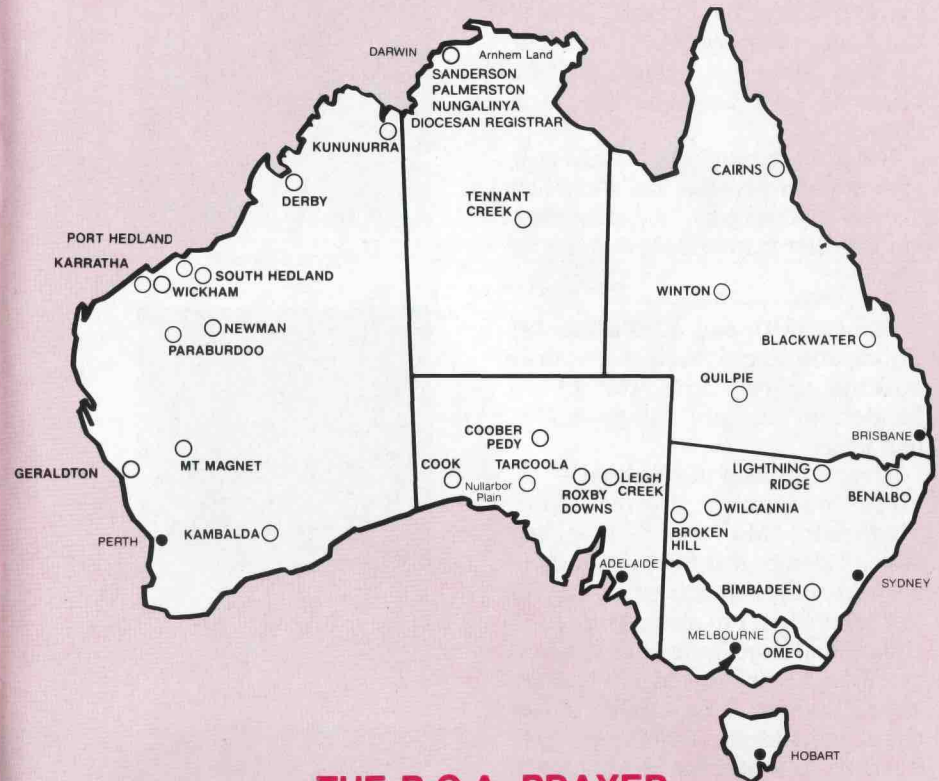 DARWIN
Arnhem Land
SANDERSON
PALMERSTON
NUNGALINYA
DIOCESAN REGISTRAR
KUNUNURRA
CAIRNS
DERBY
TENNANT
CREEK
PORT HEDLAND
KARRATHA
SOUTH HEDLAND
WICKHAM
WINTON
NEWMAN
PARABURDOO
BLACKWATER
QUILPIE
COOBER
PEDY
BRISBANE
MT MAGNET
GERALDTON
COOK
TARCOOLA
Nullarbor
Plain
ROXBY
DOWNS
LEIGH
CREEK
LIGHTNING
RIDGE
BENALBO
WILCANNIA
BROKEN
HILL
PERTH
KAMBALDA
ADELAIDE
BIMBADEEN
SYDNEY
MELBOURNE
OMEO
HOBART
THE B.C.A. PRAYER